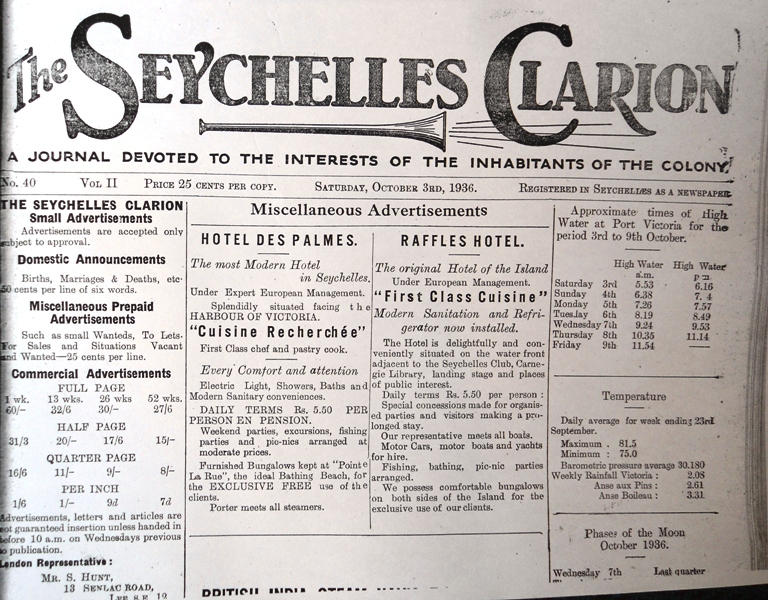 The SEYCHELLES CLARION
A JOURNAL DEVOTED TO THE INTERESTS OF THE INHABITANTS OF THE COLONY.
No. 40 VOL II PRICE 25 CENTS PER COPY. SATURDAY, OCTOBER 3RD, 1936. REGISTERED IN SEYCHELLES AS A NEWSPAPER
THE SEYCHELLES CLARION
Small Advertisements
Advertisements are accepted only
subject to approval.
Domestic Announcements
Births, Marriages & Deaths, etc-
50 cents per line of six words.
Miscellaneous Prepaid
Advertisements
Such as small Wanteds, To Lets-
For Sales and Situations Vacant
and Wanted—25 cents per line.
Commercial Advertisements
FULL PAGE
1 wk. 13 wks. 26 wks 52 wks.
60/- 32/6 30/- 27/6
HALF PAGE
31/3 20/- 17/6 15/-
QUARTER PAGE
16/6 11/- 9/- 8/-
PER INCH
1/6 1/- 9d 7d
Advertisements, letters and articles are
not guaranteed insertion unless handed in
before 10 a.m. on Wednesdays previous
to publication.
London Representative:
MR. S. HUNT,
13 SENLAC ROAD,
LEE S.E. 12
Miscellaneous Advertisements
HOTEL DES PALMES.
The most Modern Hotel
in Seychelles.
Under Expert European Management.
Splendidly situated facing the
HARBOUR OF VICTORIA.
"Cuisine Recherchée"
First Class chef and pastry cook.
Every Comfort and attention
Electric Light, Showers, Baths and
Modern Sanitary conveniences.
DAILY TERMS Rs. 5.50 PER
PERSON EN PENSION.
Weekend parties, excursions, fishing
parties and pic-nics arranged at
moderate prices.
Furnished Bungalows kept at "Pointe
La Rue", the ideal Bathing Beach, for
the EXCLUSIVE FREE use of the
clients.
Porter meets all steamers.
RAFFLES HOTEL.
The original Hotel of the Island
Under European Management.
"First Class Cuisine"
Modern Sanitation and Refri-
gerator now installed.
The Hotel is delightfully and con-
veniently situated on the water front
adjacent to the Seychelles Club, Carne-
gie Library, landing stage and places
of public interest.
Daily terms Rs. 5.50 per person:
Special concessions made for organis-
ed parties and visitors making a pro-
longed stay.
Our representative meets all boats.
Motor Cars, motor boats and yachts
for hire.
Fishing, bathing, pic-nic parties
arranged.
We possess comfortable bungalows
on both sides of the Island for the
exclusive use of our clients.
BRITISH INDIA STEAM
Approximate times of High
Water at Port Victoria for the
period 3rd to 9th October.
High Water High Water
a.m. p.m.
Saturday 3rd 5.53 6.16
Sunday 4th 6.38 7. 4
Monday 5th 7.26 7.57
Tuesday 6th 8.19 8.49
Wednesday 7th 9.24 9.53
Thursday 8th 10.35 11.14
Friday 9th 11.54 —
Temperature
Daily average for week ending 23rd
September.
Maximum . 81.5
Minimum : 75.0
Barometric pressure average 30.180
Weekly Rainfall Victoria : 2.08
Anse aux Pins : 2.61
Anse Boileau : 3.31
Phases of the Moon
October 1936.
Wednesday 7th Last quarter